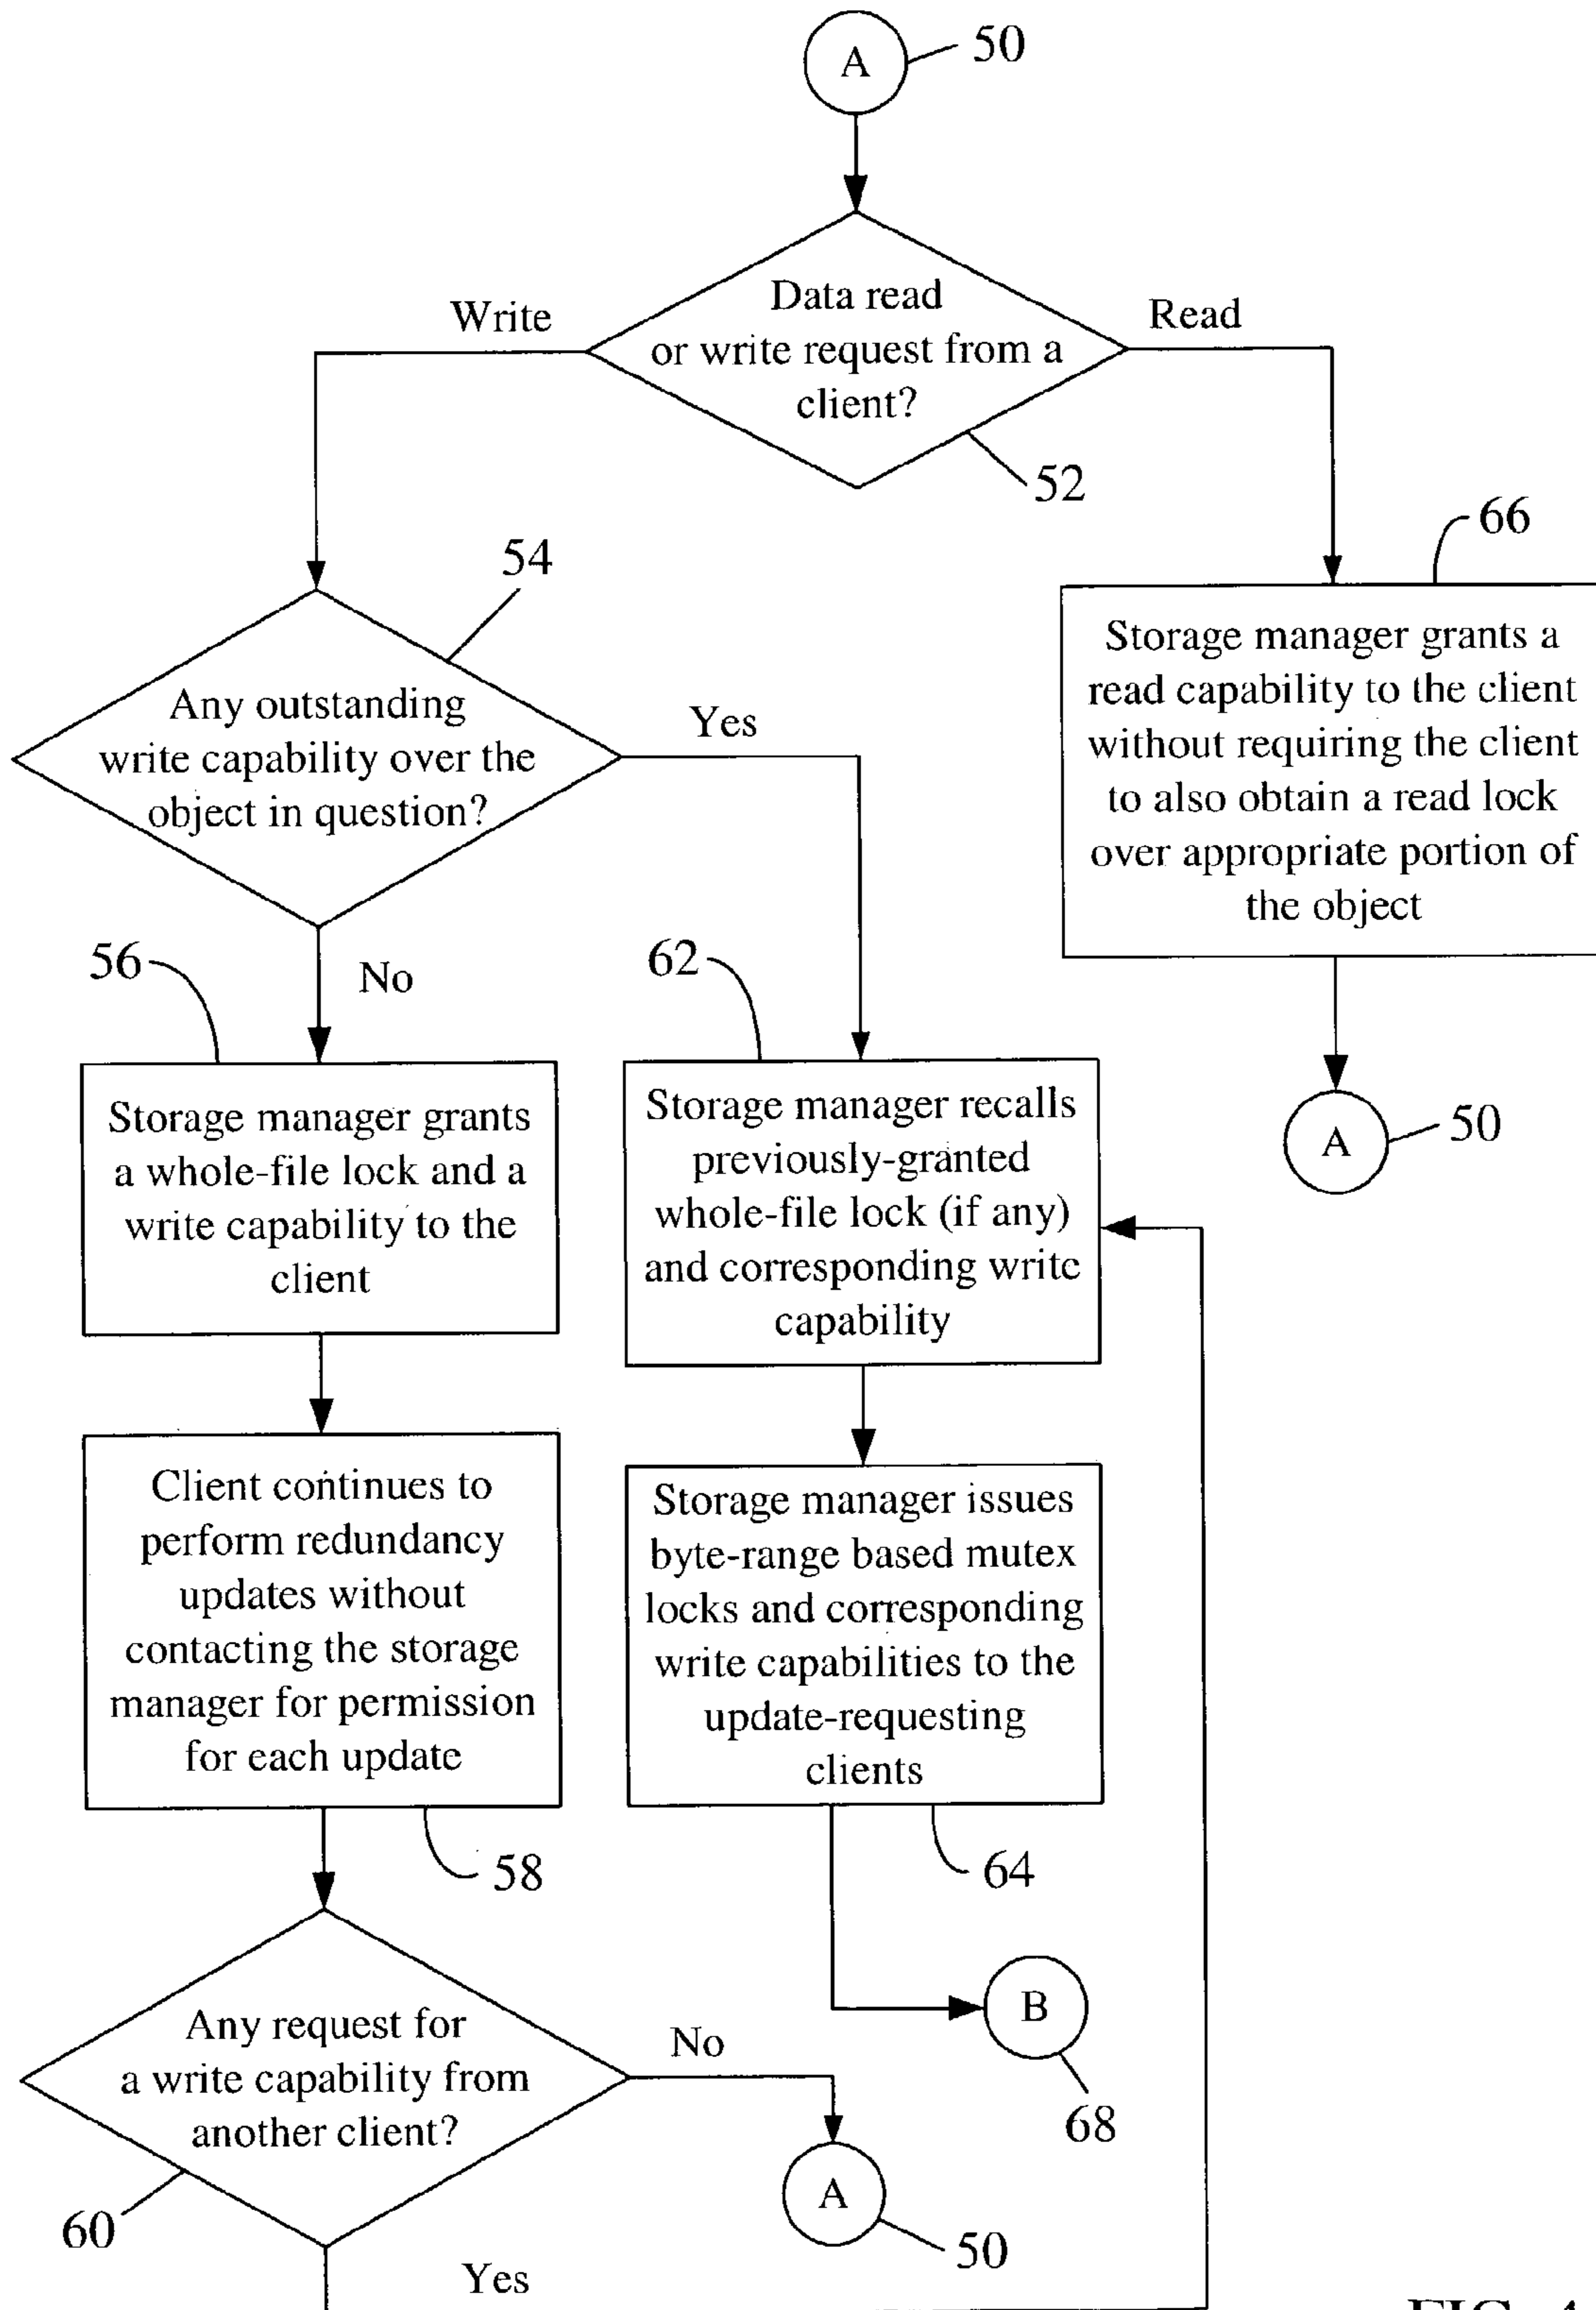 A
50
Data read
or write request from a
client?
Write
Read
52
54
66
Any outstanding
write capability over the
object in question?
Yes
No
Storage manager grants a
read capability to the client
without requiring the client
to also obtain a read lock
over appropriate portion of
the object
A
50
56
Storage manager grants
a whole-file lock and a
write capability to the
client
62
Storage manager recalls
previously-granted
whole-file lock (if any)
and corresponding write
capability
Client continues to
perform redundancy
updates without
contacting the storage
manager for permission
for each update
58
Storage manager issues
byte-range based mutex
locks and corresponding
write capabilities to the
update-requesting
clients
64
B
68
Any request for
a write capability from
another client?
60
No
A
50
Yes
FIG. 4